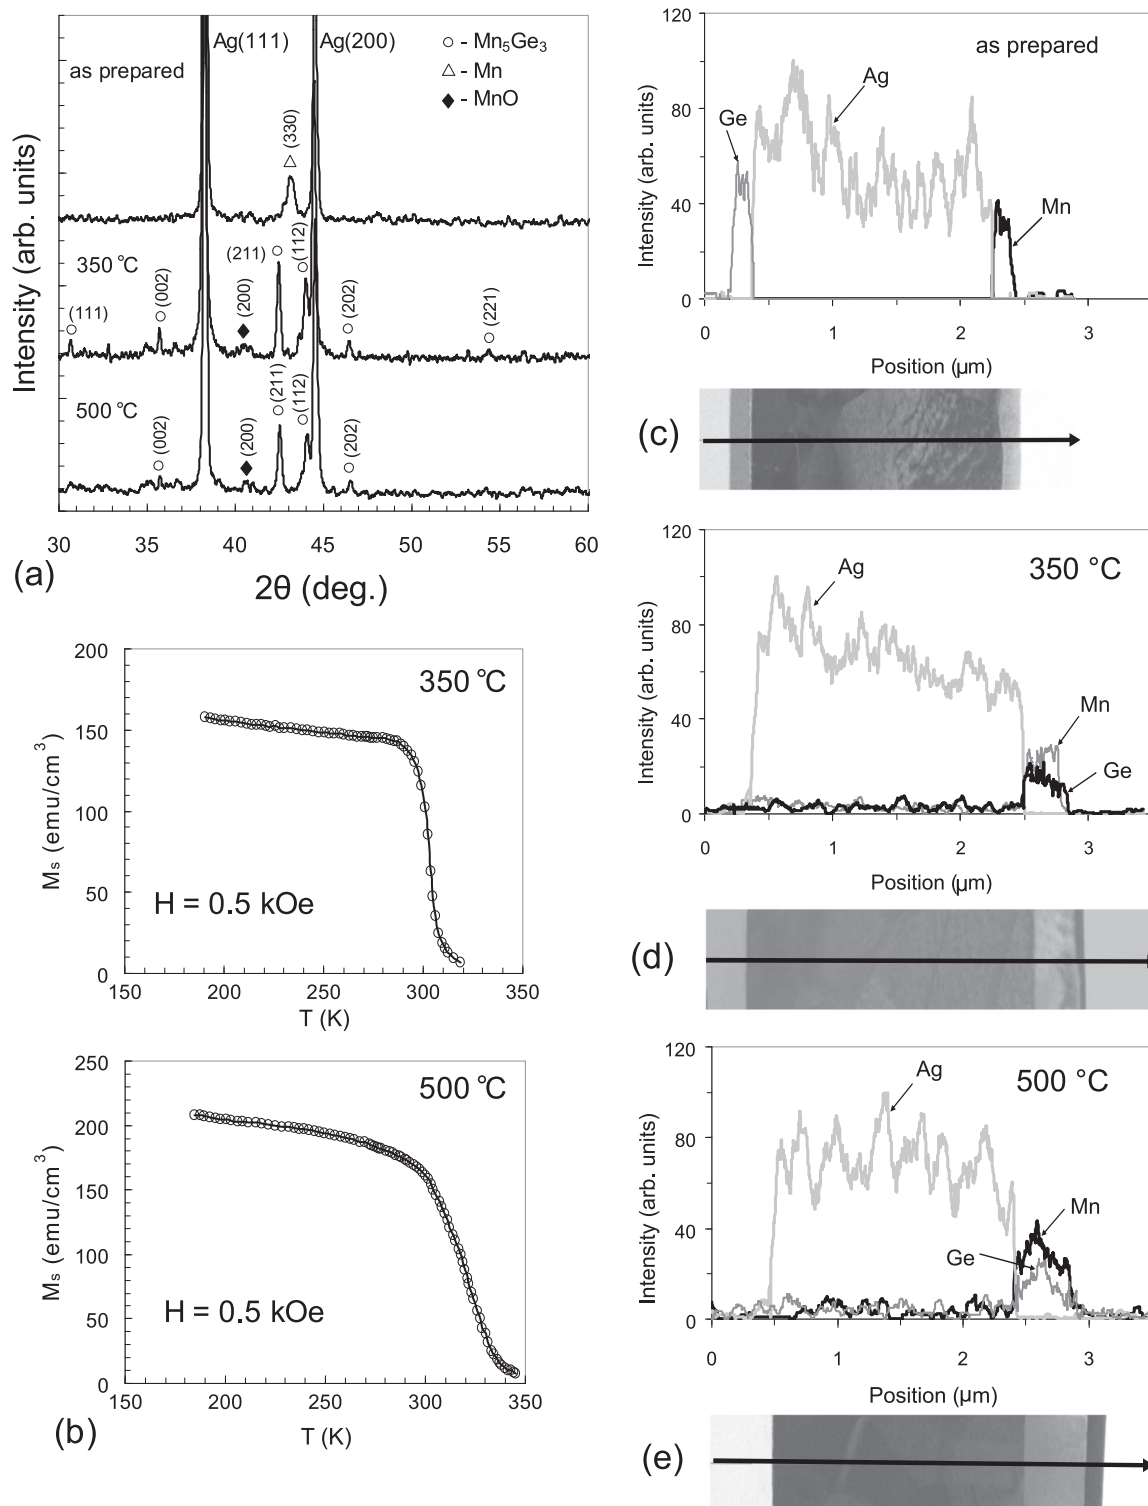 Ag(111)
Ag(200)
as prepared
○ - Mn₅Ge₃
△ - Mn
◆ - MnO
(330)
350 °C
(111)
(002)
(200)
(211)
(112)
(202)
(221)
500 °C
(002)
(200)
(211)
(112)
(202)
Intensity (arb. units)
30 35 40 45 50 55 60
2θ (deg.)
(a)
200
150
100
50
0
350 °C
H = 0.5 kOe
Mₛ (emu/cm³)
150 200 250 300 350
T (K)
250
200
150
100
50
0
500 °C
H = 0.5 kOe
Mₛ (emu/cm³)
150 200 250 300 350
T (K)
(b)
120
80
40
0
as prepared
Ge
Ag
Mn
Intensity (arb. units)
0 1 2 3
Position (µm)
(c)
120
80
40
0
350 °C
Ag
Mn
Ge
Intensity (arb. units)
0 1 2 3
Position (µm)
(d)
120
80
40
0
500 °C
Ag
Mn
Ge
Intensity (arb. units)
0 1 2 3
Position (µm)
(e)